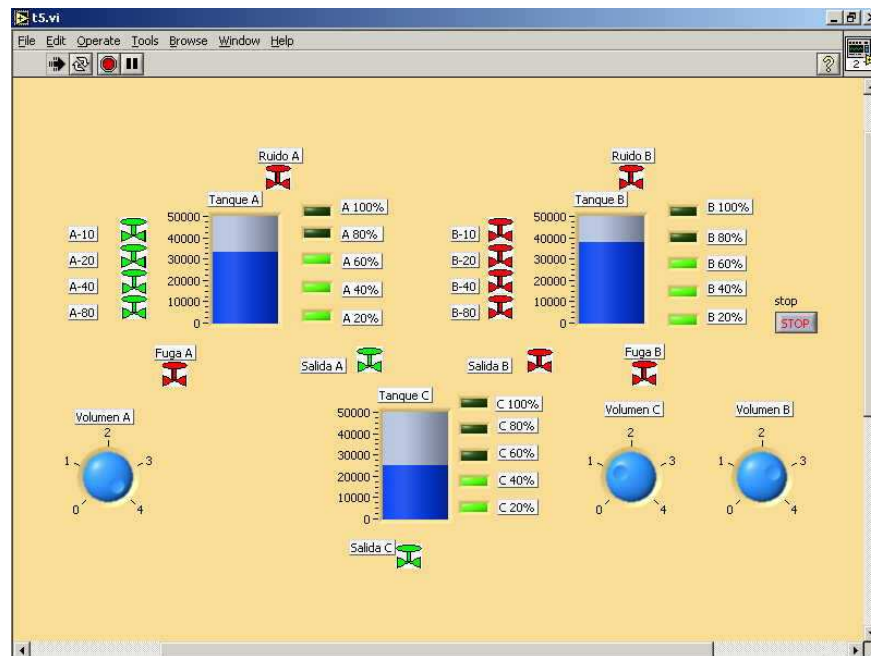 t5.vi
File Edit Operate Tools Browse Window Help
2
Ruido A
Ruido B
Tanque A
50000
40000
30000
20000
10000
0
A 100%
A 80%
A 60%
A 40%
A 20%
A-10
A-20
A-40
A-80
Tanque B
50000
40000
30000
20000
10000
0
B 100%
B 80%
B 60%
B 40%
B 20%
B-10
B-20
B-40
B-80
stop
STOP
Fuga A
Salida A
Salida B
Fuga B
Tanque C
50000
40000
30000
20000
10000
0
C 100%
C 80%
C 60%
C 40%
C 20%
Volumen A
0 1 2 3 4
Volumen C
0 1 2 3 4
Volumen B
0 1 2 3 4
Salida C